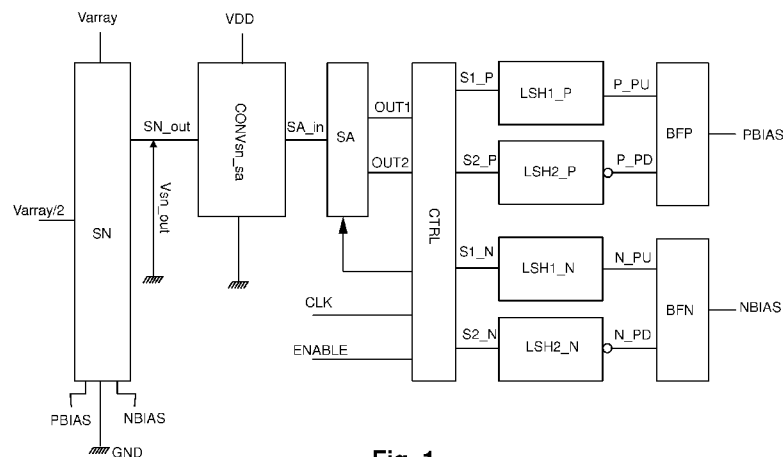 Varray
VDD
SN_out
CONVsn_sa
SA_in
SA
OUT1
OUT2
S1_P
LSH1_P
P_PU
BFP
PBIAS
S2_P
LSH2_P
P_PD
Vsn_out
Varray/2
SN
CTRL
S1_N
LSH1_N
N_PU
BFN
NBIAS
CLK
S2_N
LSH2_N
N_PD
ENABLE
PBIAS
NBIAS
GND
Fig. 1